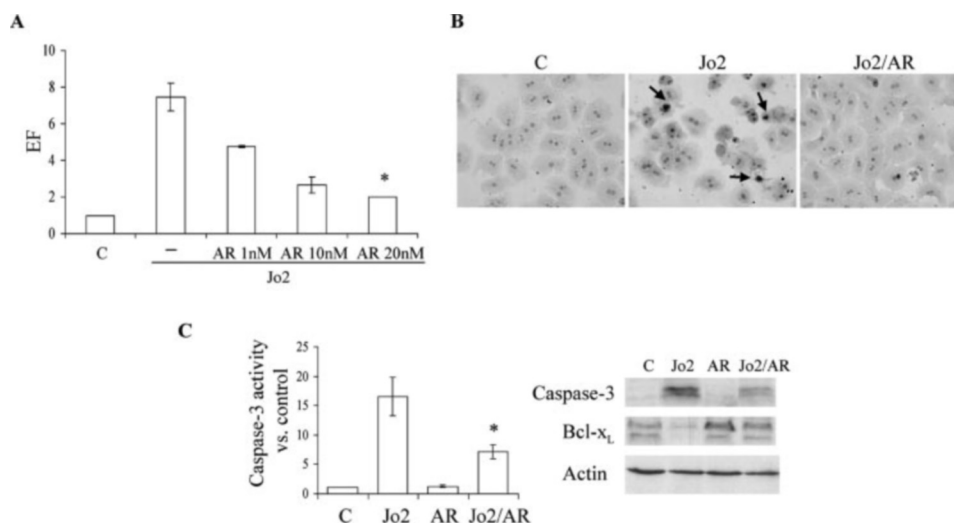 A
10
8
6
4
2
0
EF
C
–
AR 1nM
AR 10nM
AR 20nM
*
Jo2
B
C
Jo2
Jo2/AR
C
25
20
15
10
5
0
Caspase-3 activity
vs. control
*
C
Jo2
AR
Jo2/AR
C Jo2 AR Jo2/AR
Caspase-3
Bcl-xL
Actin